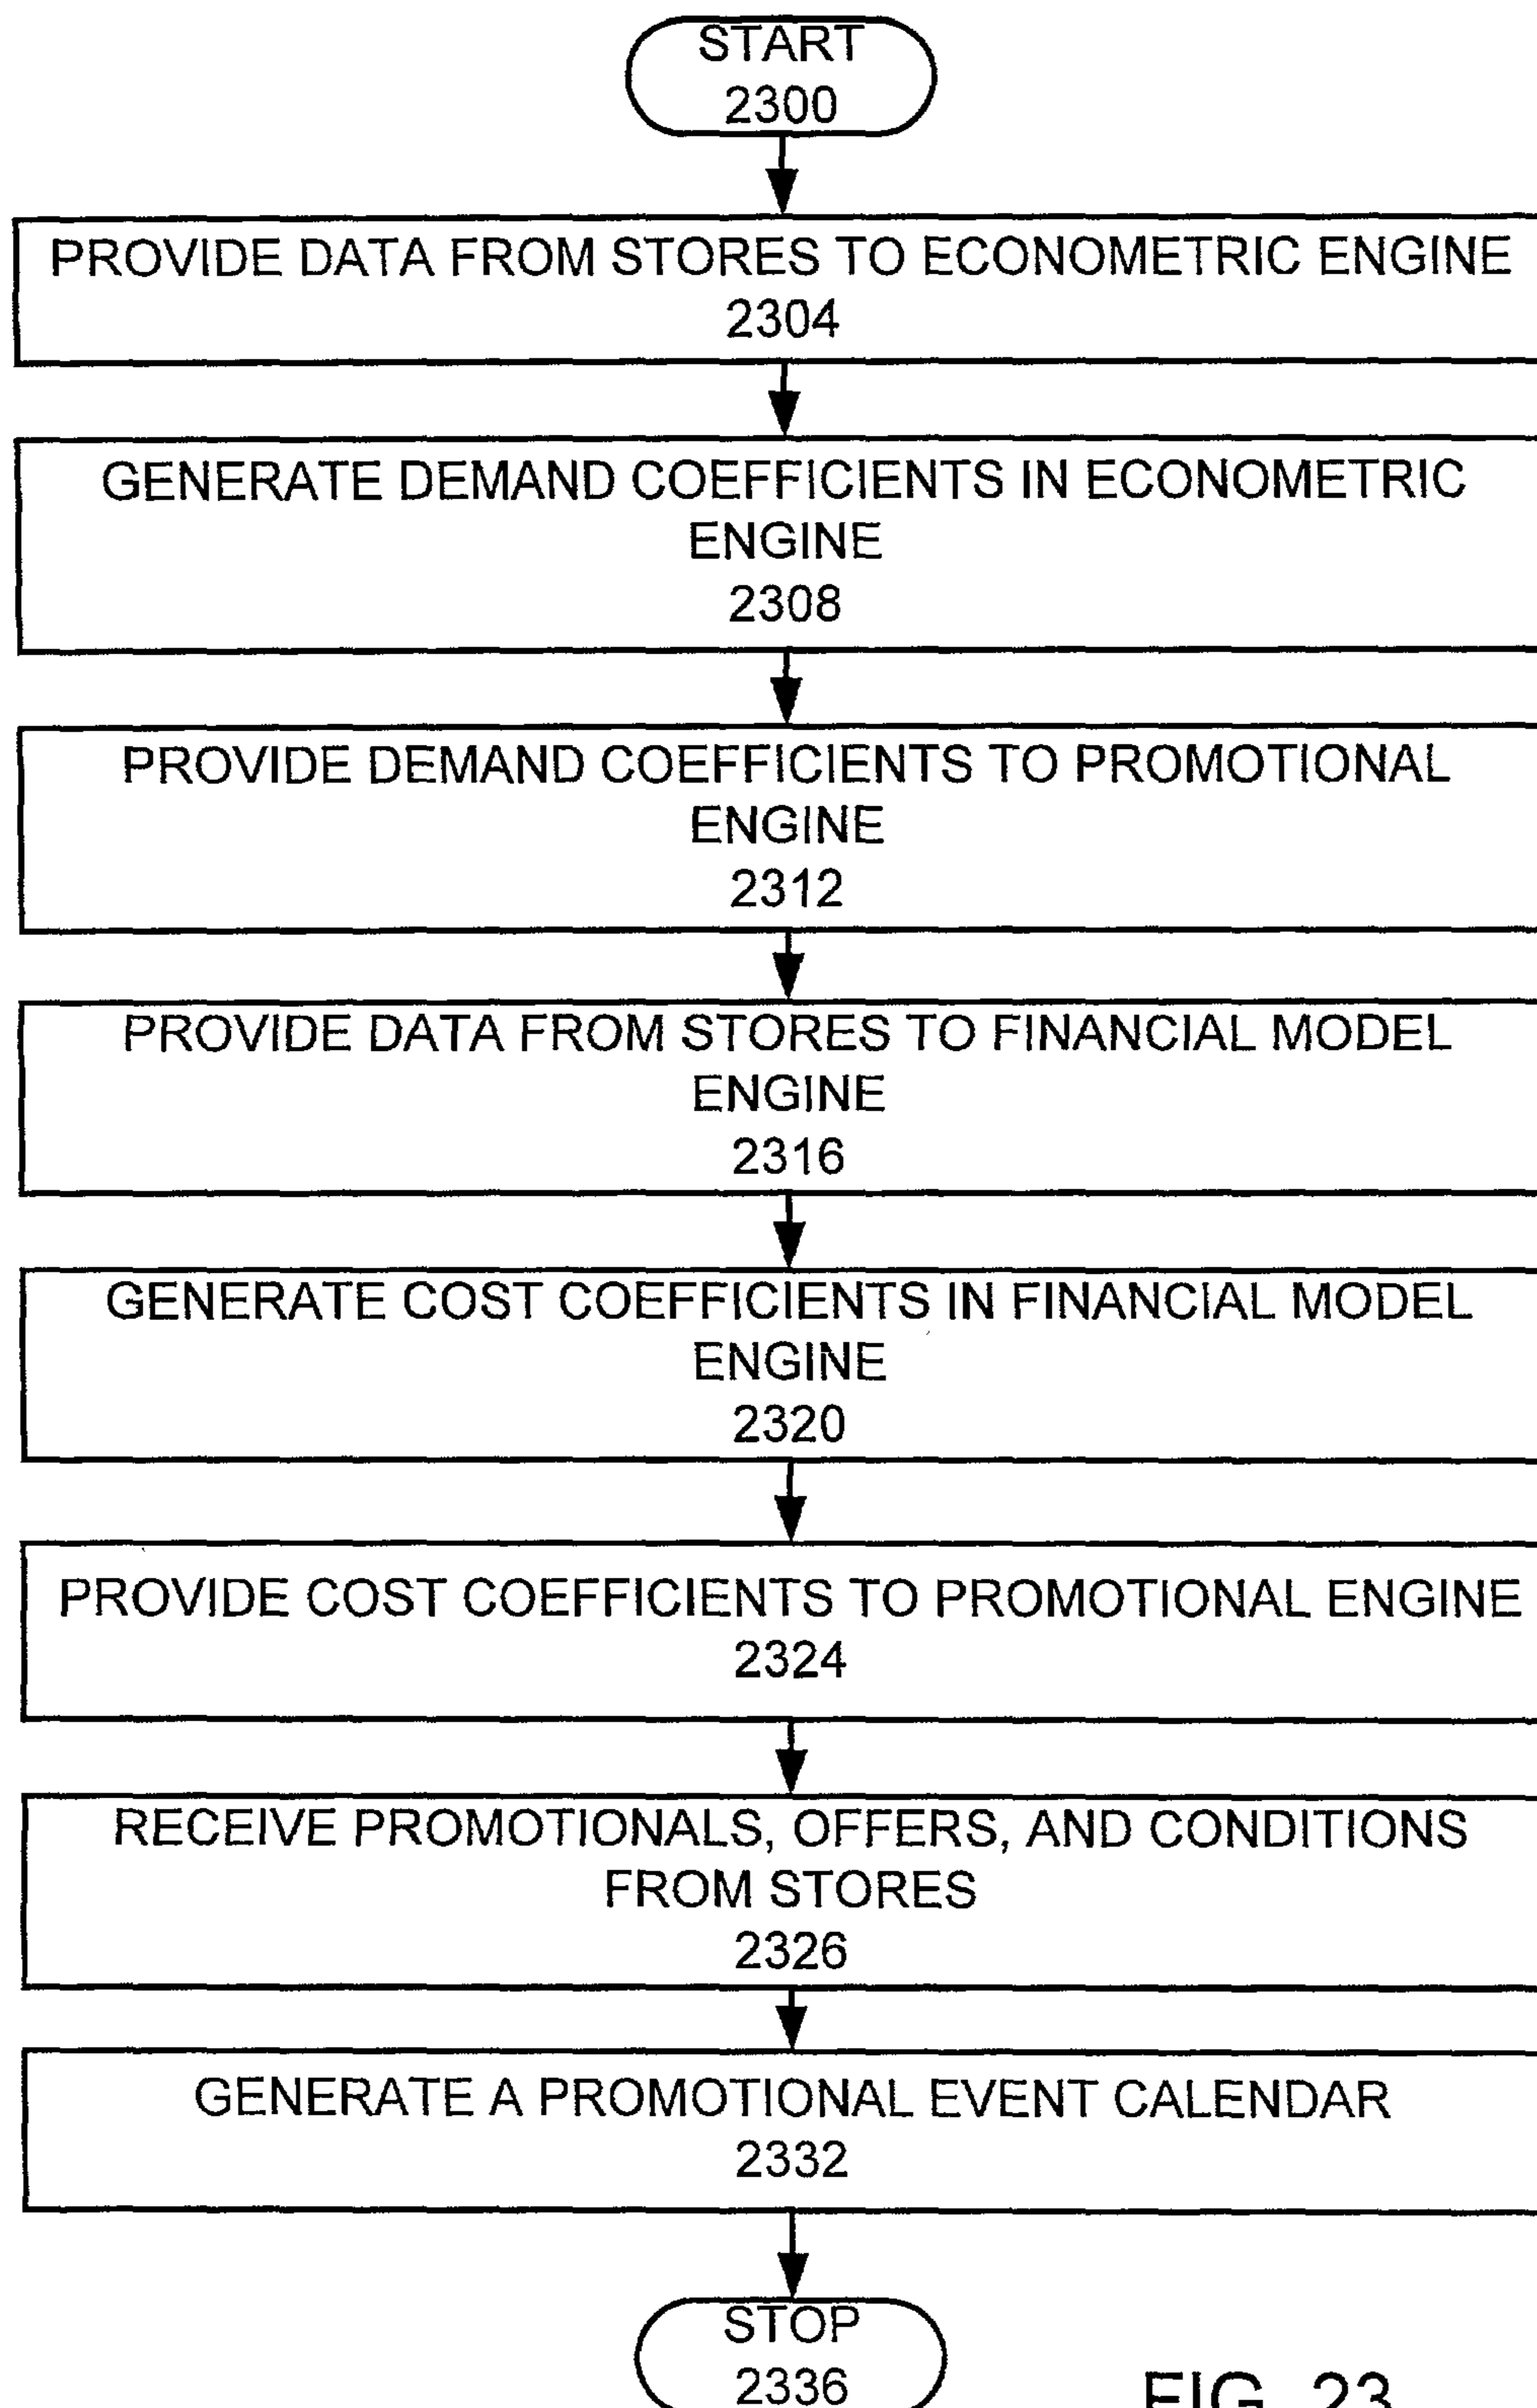 START
2300
PROVIDE DATA FROM STORES TO ECONOMETRIC ENGINE
2304
GENERATE DEMAND COEFFICIENTS IN ECONOMETRIC
ENGINE
2308
PROVIDE DEMAND COEFFICIENTS TO PROMOTIONAL
ENGINE
2312
PROVIDE DATA FROM STORES TO FINANCIAL MODEL
ENGINE
2316
GENERATE COST COEFFICIENTS IN FINANCIAL MODEL
ENGINE
2320
PROVIDE COST COEFFICIENTS TO PROMOTIONAL ENGINE
2324
RECEIVE PROMOTIONALS, OFFERS, AND CONDITIONS
FROM STORES
2326
GENERATE A PROMOTIONAL EVENT CALENDAR
2332
STOP
2336
FIG. 23